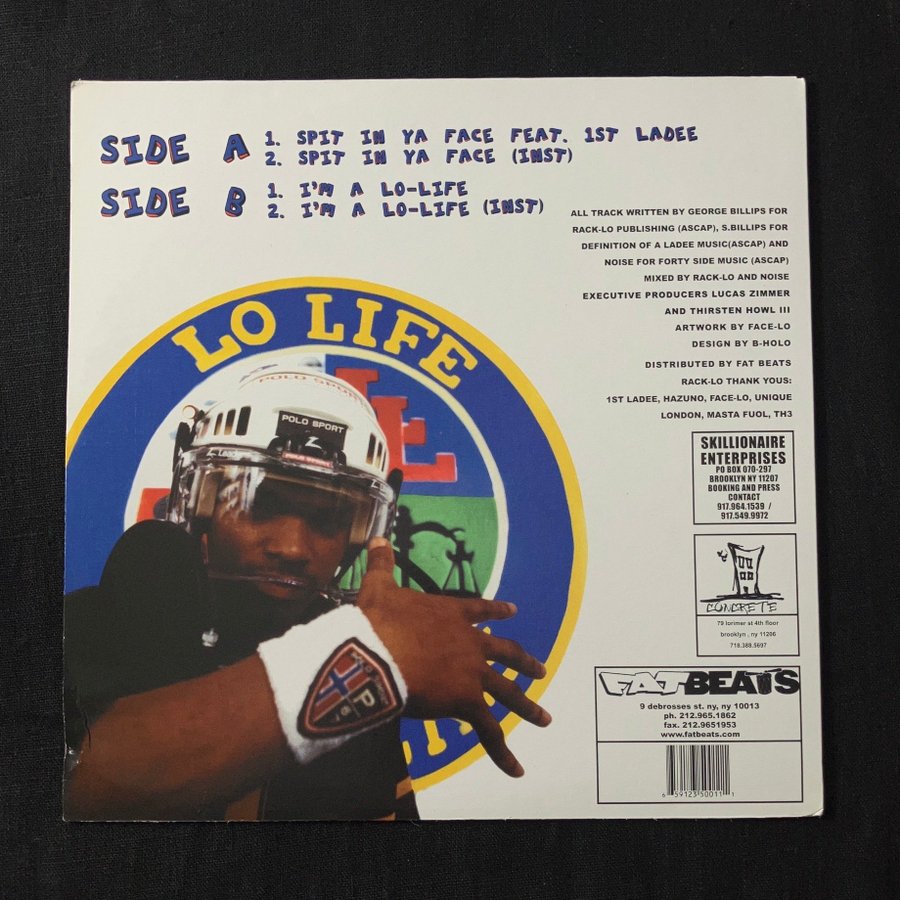 SIDE A 1. SPIT IN YA FACE FEAT. 1ST LADEE
2. SPIT IN YA FACE (INST)
SIDE B 1. I'M A LO-LIFE
2. I'M A LO-LIFE (INST)
ALL TRACK WRITTEN BY GEORGE BILLIPS FOR
RACK-LO PUBLISHING (ASCAP), S.BILLIPS FOR
DEFINITION OF A LADEE MUSIC(ASCAP) AND
NOISE FOR FORTY SIDE MUSIC (ASCAP)
MIXED BY RACK-LO AND NOISE
EXECUTIVE PRODUCERS LUCAS ZIMMER
AND THIRSTEN HOWL III
ARTWORK BY FACE-LO
DESIGN BY B-HOLO
DISTRIBUTED BY FAT BEATS
RACK-LO THANK YOUS:
1ST LADEE, HAZUNO, FACE-LO, UNIQUE
LONDON, MASTA FUOL, TH3
LO LIFE
POLO SPORT
POLO SPORT
SKILLIONAIRE
ENTERPRISES
PO BOX 070-297
BROOKLYN NY 11207
BOOKING AND PRESS
CONTACT
917.964.1539 /
917.549.9972
CONCRETE
79 lorimer st 4th floor
brooklyn , ny 11206
718.389.5697
FAT BEATS
9 debrosses st. ny, ny 10013
ph. 212.965.1862
fax. 212.9651953
www.fatbeats.com
6 59123 50011 1